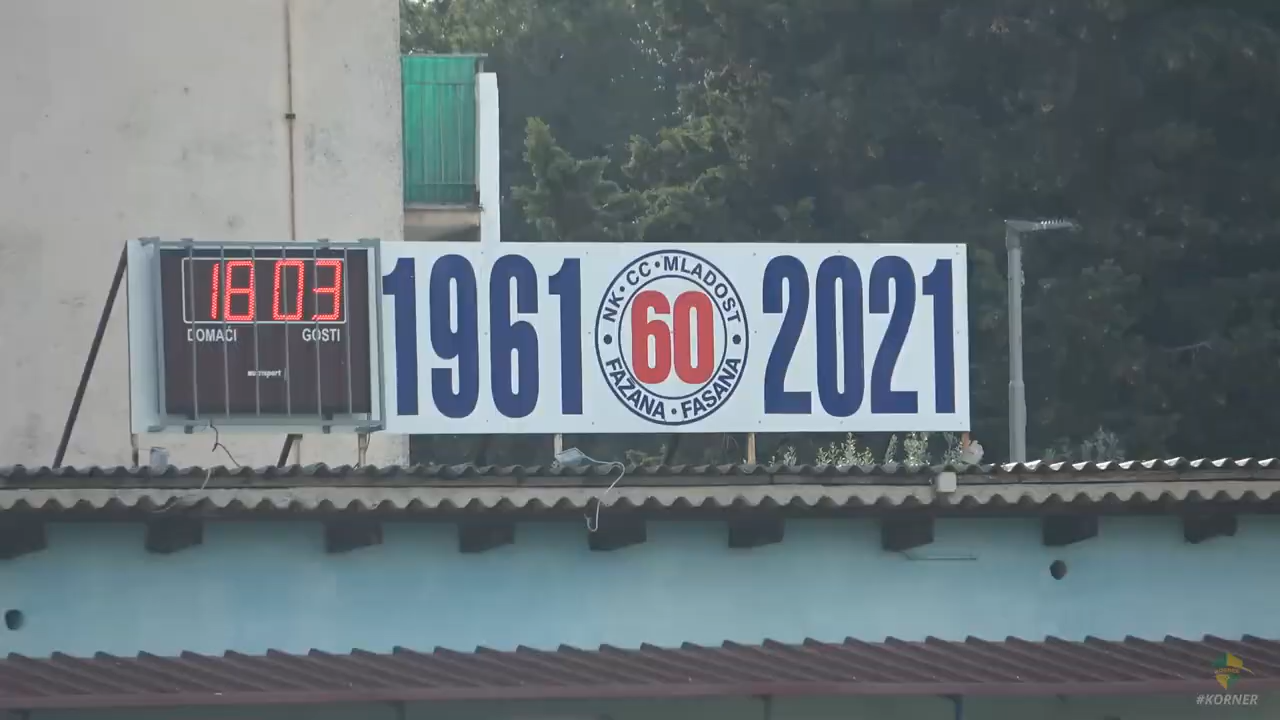 18 03
DOMAĆI GOSTI
1961
NK • CC • MLADOST
60
FAŽANA • FASANA
2021
#KORNER